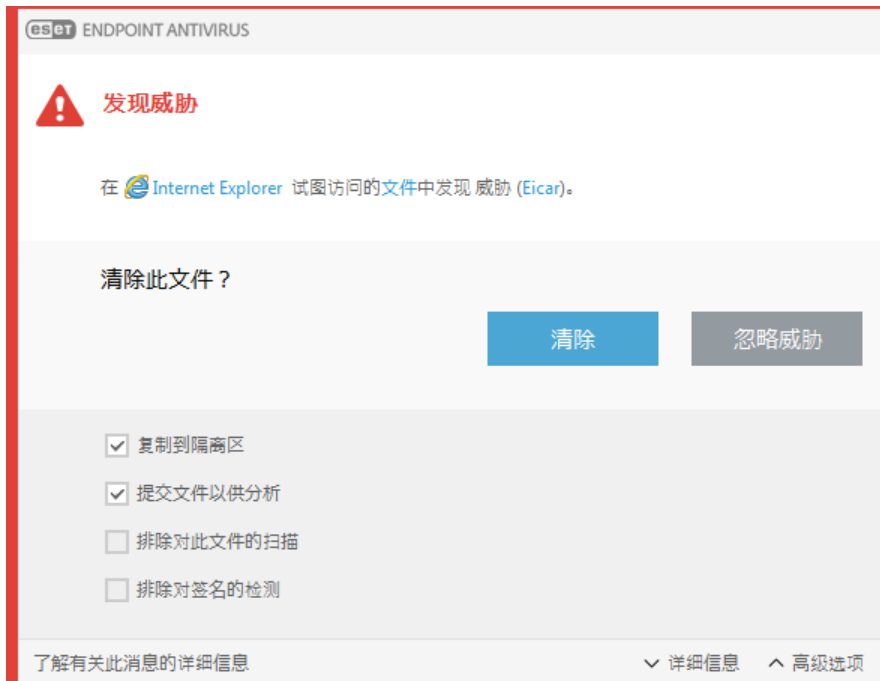 eset ENDPOINT ANTIVIRUS
发现威胁
在 Internet Explorer 试图访问的文件中发现 威胁 (Eicar)。
清除此文件？
清除 忽略威胁
复制到隔离区
提交文件以供分析
排除对此文件的扫描
排除对签名的检测
了解有关此消息的详细信息 详细信息 高级选项